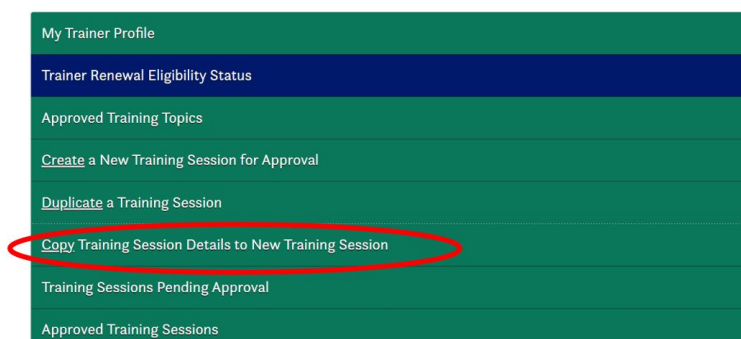 My Trainer Profile
Trainer Renewal Eligibility Status
Approved Training Topics
Create a New Training Session for Approval
Duplicate a Training Session
Copy Training Session Details to New Training Session
Training Sessions Pending Approval
Approved Training Sessions